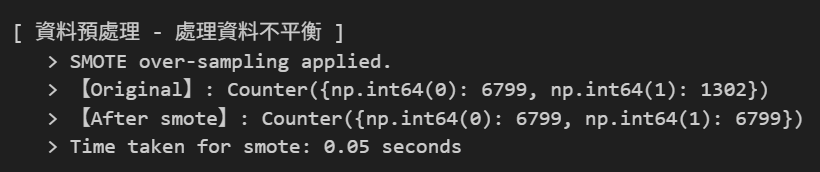 [ 資料預處理 - 處理資料不平衡 ]
> SMOTE over-sampling applied.
> 【Original】: Counter({np.int64(0): 6799, np.int64(1): 1302})
> 【After smote】: Counter({np.int64(0): 6799, np.int64(1): 6799})
> Time taken for smote: 0.05 seconds